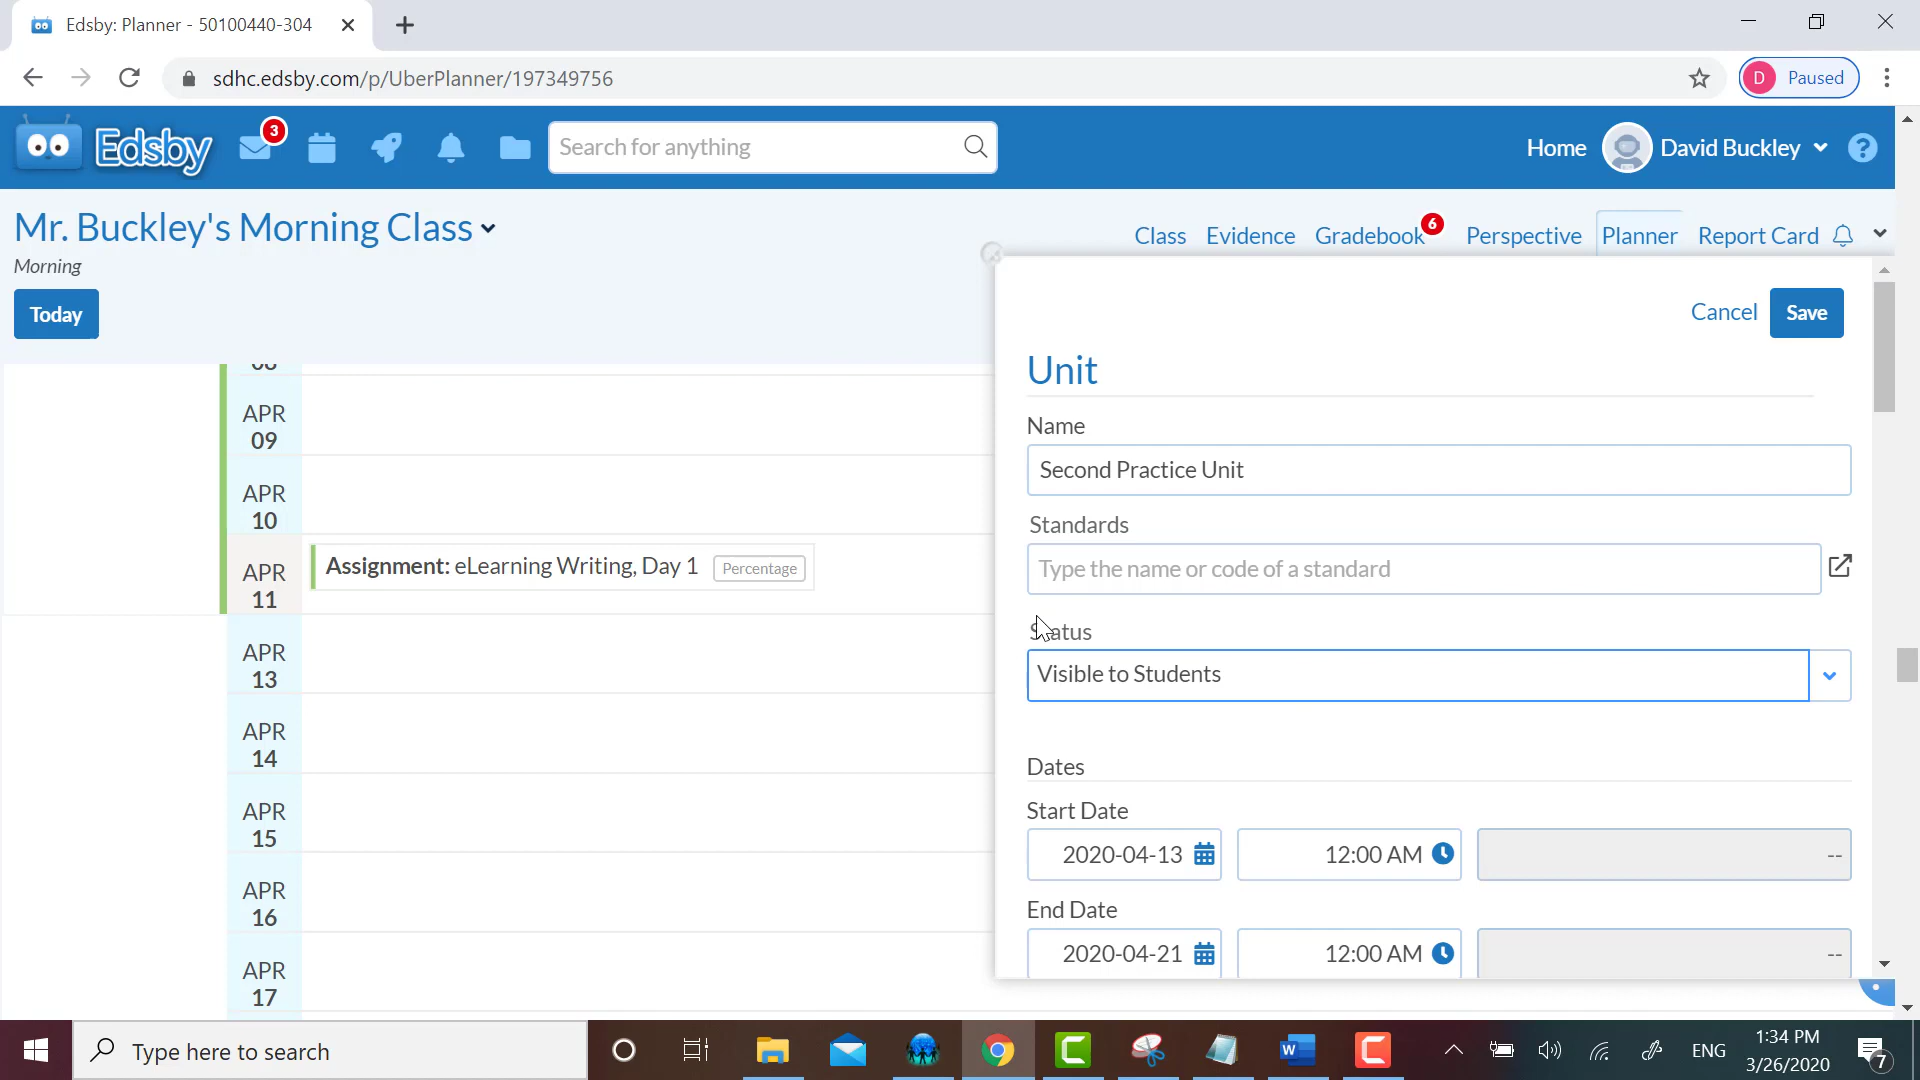 Edsby: Planner - 50100440-304
sdhc.edsby.com/p/UberPlanner/197349756
D Paused
Edsby
3
Search for anything
Home
David Buckley
?
Mr. Buckley's Morning Class
Morning
Class
Evidence
Gradebook
6
Perspective
Planner
Report Card
Today
Cancel
Save
Unit
Name
Second Practice Unit
Standards
Type the name or code of a standard
Status
Visible to Students
Dates
Start Date
2020-04-13
12:00 AM
--
End Date
2020-04-21
12:00 AM
--
08
APR
09
APR
10
APR
11
Assignment: eLearning Writing, Day 1
Percentage
APR
13
APR
14
APR
15
APR
16
APR
17
Type here to search
ENG
1:34 PM
3/26/2020
7